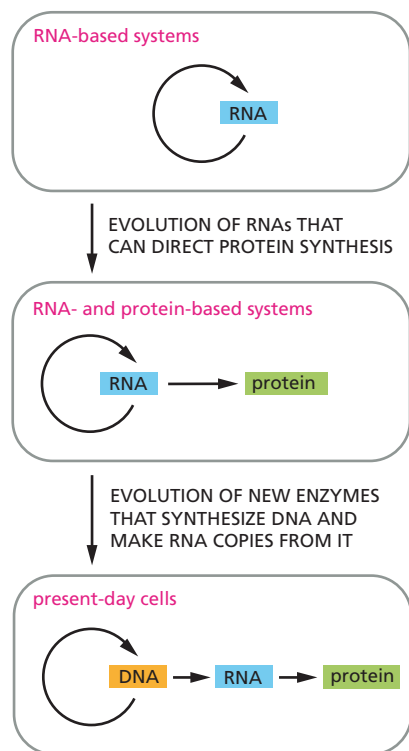 RNA-based systems
RNA
EVOLUTION OF RNAs THAT
CAN DIRECT PROTEIN SYNTHESIS
RNA- and protein-based systems
RNA protein
EVOLUTION OF NEW ENZYMES
THAT SYNTHESIZE DNA AND
MAKE RNA COPIES FROM IT
present-day cells
DNA RNA protein